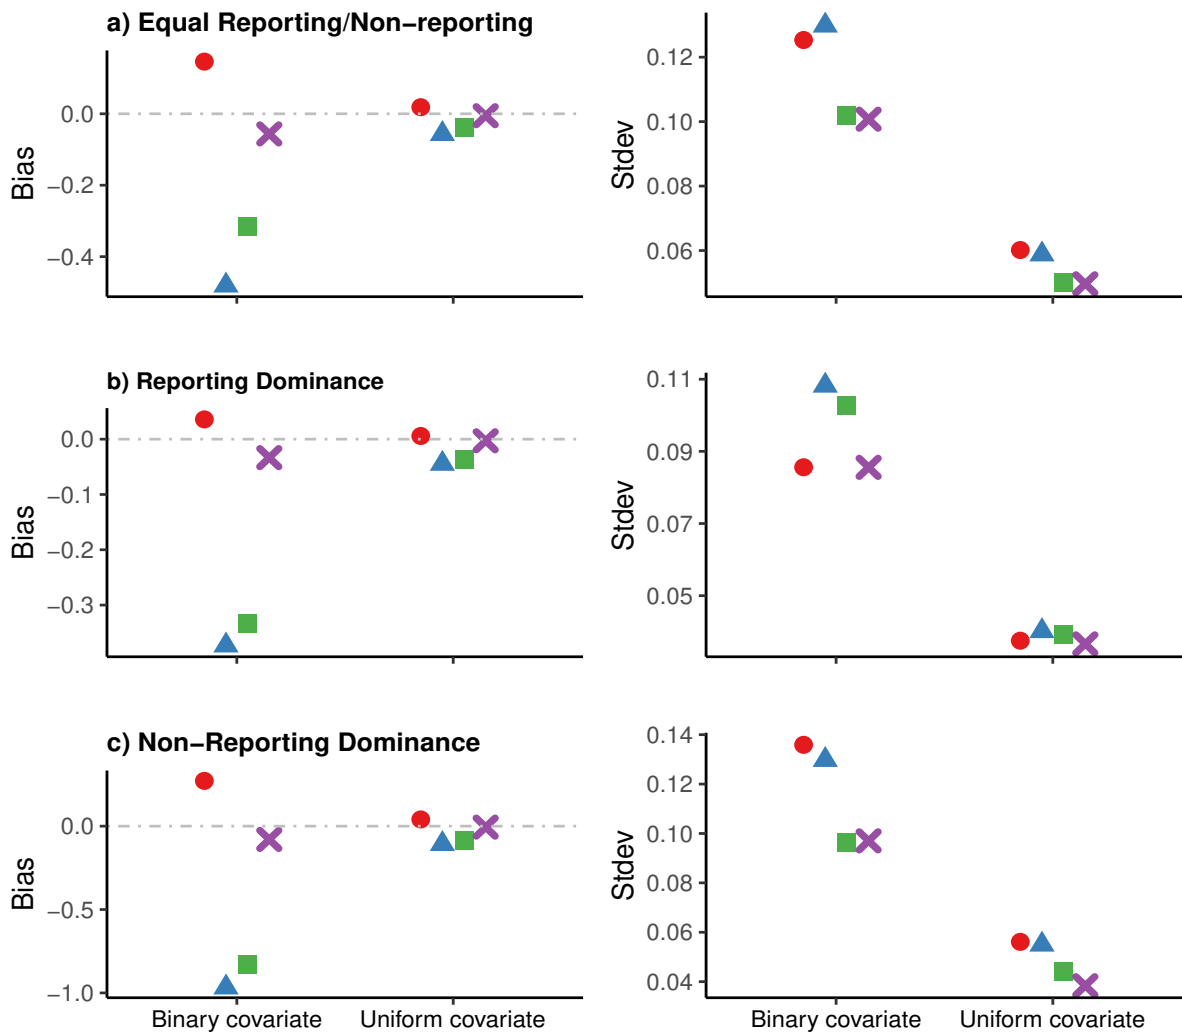 a) Equal Reporting/Non−reporting
Bias
0.0
−0.2
−0.4
Stdev
0.12
0.10
0.08
0.06
b) Reporting Dominance
Bias
0.0
−0.1
−0.2
−0.3
Stdev
0.11
0.09
0.07
0.05
c) Non−Reporting Dominance
Bias
0.0
−0.5
−1.0
Binary covariate Uniform covariate
Stdev
0.14
0.12
0.10
0.08
0.06
0.04
Binary covariate Uniform covariate